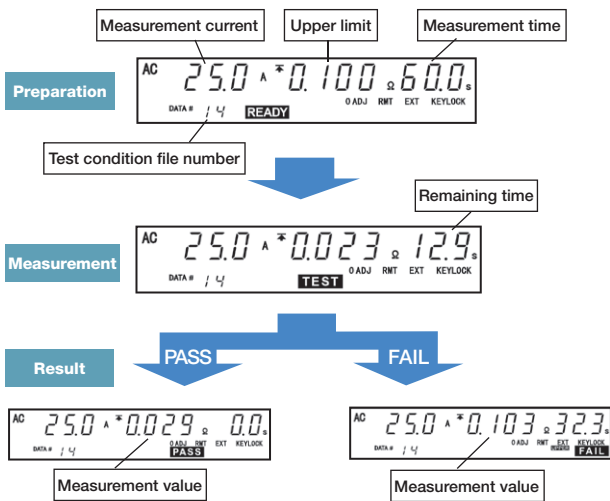 Measurement current
Upper limit
Measurement time
Preparation
AC 25.0 A 0.100 Ω 60.0 s
DATA # 14 READY 0 ADJ RMT EXT KEYLOCK
Test condition file number
Remaining time
Measurement
AC 25.0 A 0.023 Ω 12.9 s
DATA # 14 TEST 0 ADJ RMT EXT KEYLOCK
Result
PASS
FAIL
AC 25.0 A 0.029 Ω 0.0 s
DATA # 14 0 ADJ RMT EXT KEYLOCK
PASS
AC 25.0 A 0.103 Ω 32.3 s
DATA # 14 0 ADJ RMT EXT KEYLOCK
UPPER FAIL
Measurement value
Measurement value